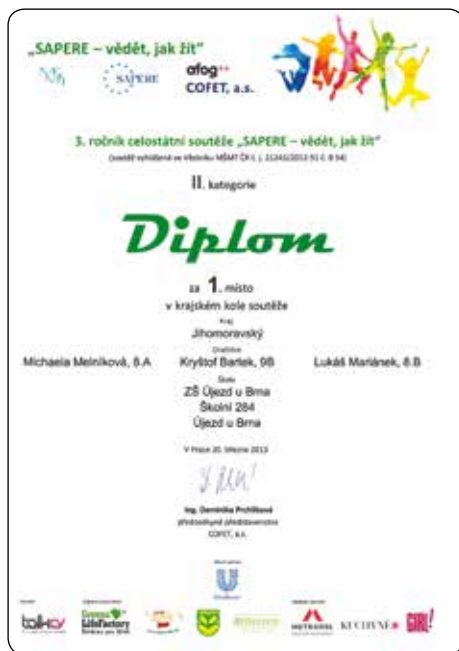 „SAPERE – vědět, jak žít"
SAPERE
afog
COFET, a.s.
3. ročník celostátní soutěže „SAPERE – vědět, jak žít"
II. kategorie
Diplom
za 1. místo
v krajském kole soutěže
Kraj
Jihomoravský
Družstvo
Michaela Melníková, 8.A
Kryštof Bartek, 9B
Lukáš Mariánek, 8.B
Škola
ZŠ Újezd u Brna
Školní 284
Újezd u Brna
V Praze 20. března 2013
Ing. Dominika Prchlíková
předsedkyně představenstva
COFET, a.s.
LifeFactory
METRODOL
KUCHYNĚ
GIRL!